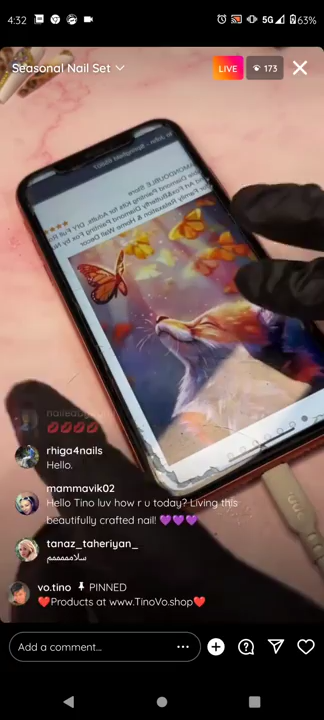 4:32
5G
63%
Seasonal Nail Set
LIVE
173
rhiga4nails
Hello.
mammavik02
Hello Tino luv how r u today? Living this
beautifully crafted nail! 💜💜💜
tanaz_taheriyan_
سلاممممم
vo.tino 📌 PINNED
❤️Products at www.TinoVo.shop❤️
Add a comment...